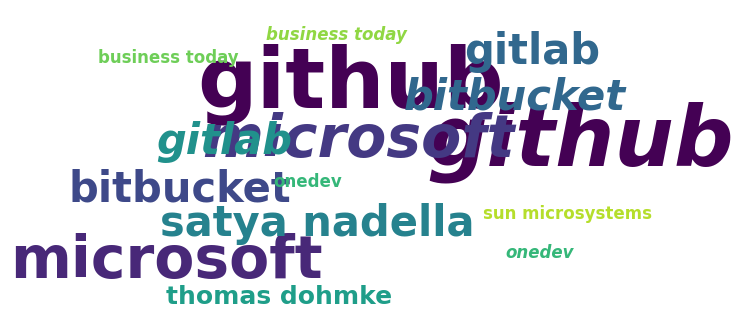 business today
business today
gitlab
github
bitbucket
gitlab
microsoft
github
bitbucket
onedev
satya nadella
sun microsystems
microsoft
onedev
thomas dohmke